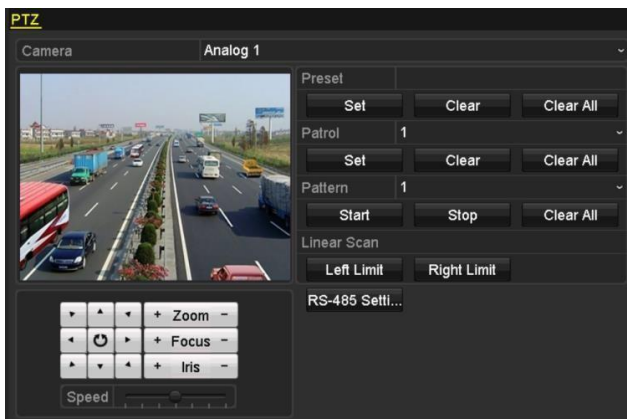 PTZ
Camera Analog 1
Preset
Set Clear Clear All
Patrol 1
Set Clear Clear All
Pattern 1
Start Stop Clear All
Linear Scan
Left Limit Right Limit
RS-485 Setti...
+ Zoom -
+ Focus -
+ Iris -
Speed